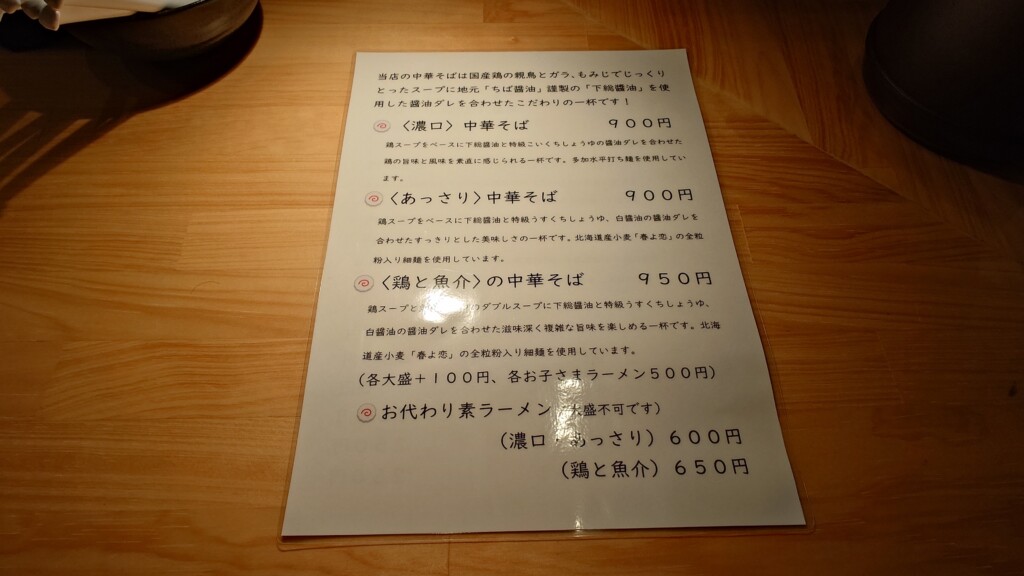 当店の中華そばは国産鶏の親鳥とガラ、もみじでじっくり
とったスープに地元「ちば醤油」謹製の「下総醤油」を使
用した醤油ダレを合わせたこだわりの一杯です！
〈濃口〉中華そば ９００円
鶏スープをベースに下総醤油と特級こいくちしょうゆの醤油ダレを合わせた
鶏の旨味と風味を素直に感じられる一杯です。多加水平打ち麺を使用してい
ます。
〈あっさり〉中華そば ９００円
鶏スープをベースに下総醤油と特級うすくちしょうゆ、白醤油の醤油ダレを
合わせたすっきりとした美味しさの一杯です。北海道産小麦「春よ恋」の全粒
粉入り細麺を使用しています。
〈鶏と魚介〉の中華そば ９５０円
鶏スープと のダブルスープに下総醤油と特級うすくちしょうゆ、
白醤油の醤油ダレを合わせた滋味深く複雑な旨味を楽しめる一杯です。北海
道産小麦「春よ恋」の全粒粉入り細麺を使用しています。
（各大盛＋１００円、各お子さまラーメン５００円）
お代わり素ラーメン（大盛不可です）
（濃口・あっさり）６００円
（鶏と魚介）６５０円